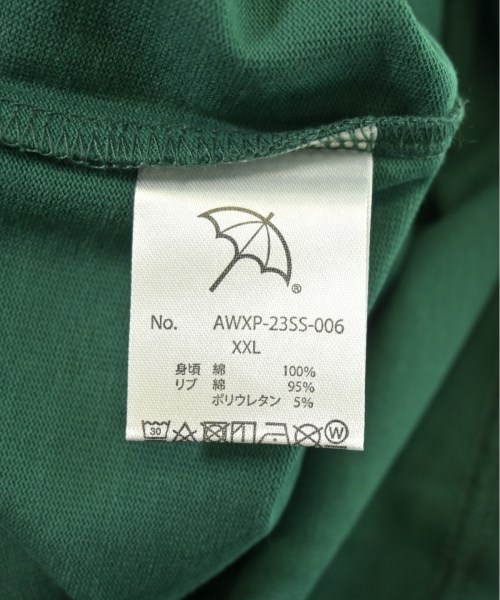 ®
No. AWXP-23SS-006
XXL
身頃 綿 100%
リブ 綿 95%
ポリウレタン 5%
30 W